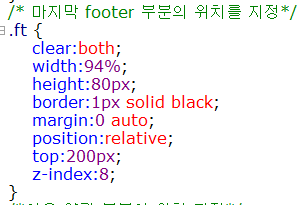 /* 마지막 footer 부분의 위치를 지정*/
.ft {
clear:both;
width:94%;
height:80px;
border:1px solid black;
margin:0 auto;
position:relative;
top:200px;
z-index:8;
}